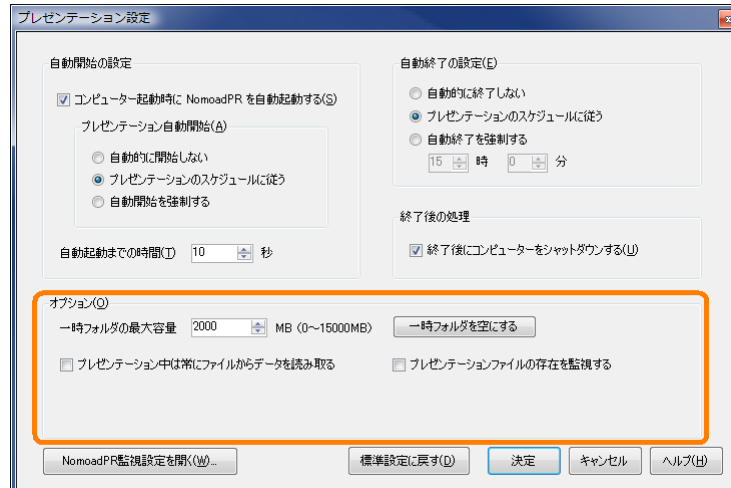 プレゼンテーション設定
自動開始の設定
コンピューター起動時に NomoadPR を自動起動する(S)
プレゼンテーション自動開始(A)
自動的に開始しない
プレゼンテーションのスケジュールに従う
自動開始を強制する
自動起動までの時間(T) 10 秒
自動終了の設定(E)
自動的に終了しない
プレゼンテーションのスケジュールに従う
自動終了を強制する
15 時 0 分
終了後の処理
終了後にコンピューターをシャットダウンする(U)
オプション(O)
一時フォルダの最大容量 2000 MB (0～15000MB) 一時フォルダを空にする
プレゼンテーション中は常にファイルからデータを読み取る プレゼンテーションファイルの存在を監視する
NomoadPR監視設定を開く(W)... 標準設定に戻す(D) 決定 キャンセル ヘルプ(H)